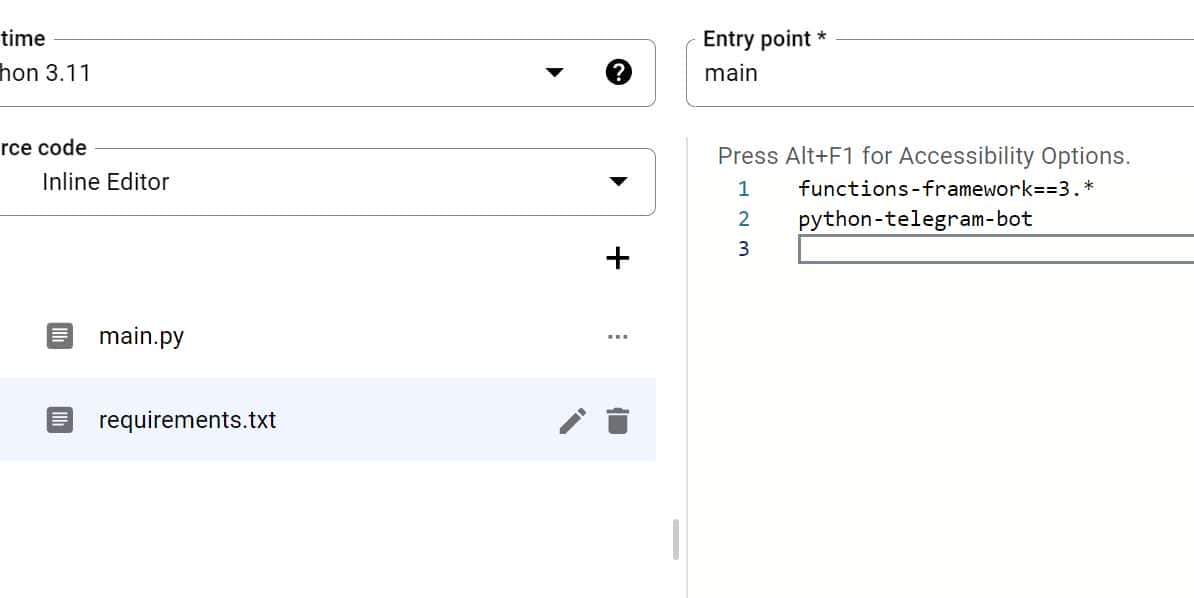 time
hon 3.11
Entry point *
main
rce code
Inline Editor
Press Alt+F1 for Accessibility Options.
1 functions-framework==3.*
2 python-telegram-bot
3
main.py
requirements.txt